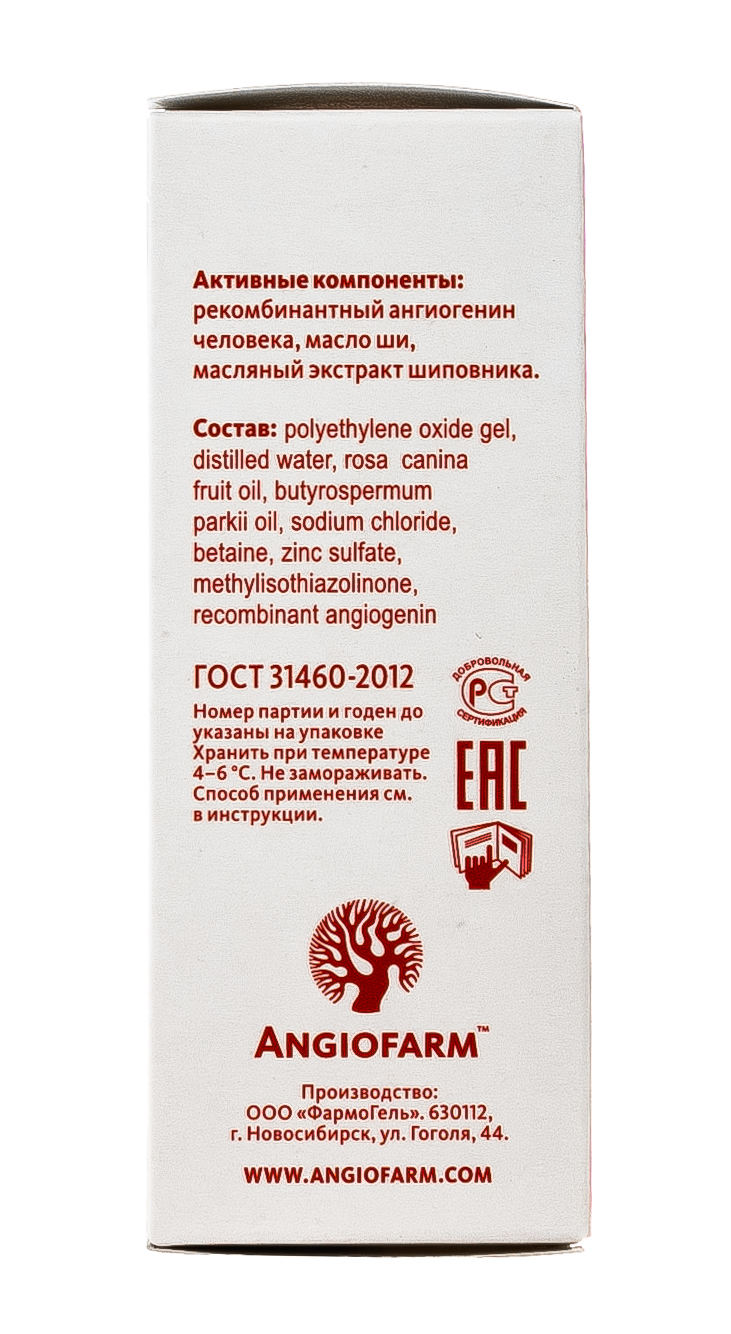 Активные компоненты:
рекомбинантный ангиогенин
человека, масло ши,
масляный экстракт шиповника.
Состав: polyethylene oxide gel,
distilled water, rosa canina
fruit oil, butyrospermum
parkii oil, sodium chloride,
betaine, zinc sulfate,
methylisothiazolinone,
recombinant angiogenin
ГОСТ 31460-2012
Номер партии и годен до
указаны на упаковке
Хранить при температуре
4–6 °С. Не замораживать.
Способ применения см.
в инструкции.
ДОБРОВОЛЬНАЯ
РСТ
СЕРТИФИКАЦИЯ
EAC
ANGIOFARM™
Производство:
ООО «ФармоГель». 630112,
г. Новосибирск, ул. Гоголя, 44.
WWW.ANGIOFARM.COM